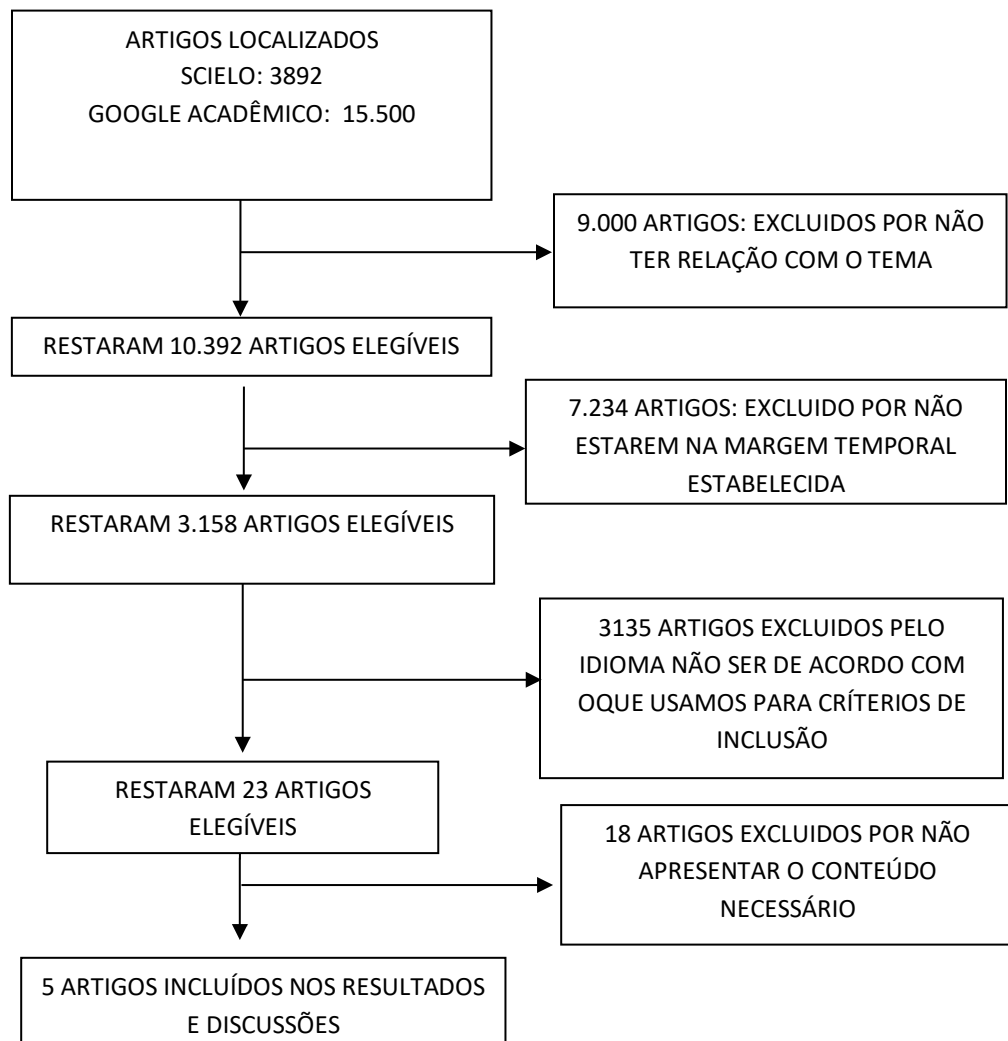 ARTIGOS LOCALIZADOS
SCIELO: 3892
GOOGLE ACADÊMICO: 15.500
9.000 ARTIGOS: EXCLUIDOS POR NÃO
TER RELAÇÃO COM O TEMA
RESTARAM 10.392 ARTIGOS ELEGÍVEIS
7.234 ARTIGOS: EXCLUIDO POR NÃO
ESTAREM NA MARGEM TEMPORAL
ESTABELECIDA
RESTARAM 3.158 ARTIGOS ELEGÍVEIS
3135 ARTIGOS EXCLUIDOS PELO
IDIOMA NÃO SER DE ACORDO COM
OQUE USAMOS PARA CRÍTERIOS DE
INCLUSÃO
RESTARAM 23 ARTIGOS
ELEGÍVEIS
18 ARTIGOS EXCLUIDOS POR NÃO
APRESENTAR O CONTEÚDO
NECESSÁRIO
5 ARTIGOS INCLUÍDOS NOS RESULTADOS
E DISCUSSÕES